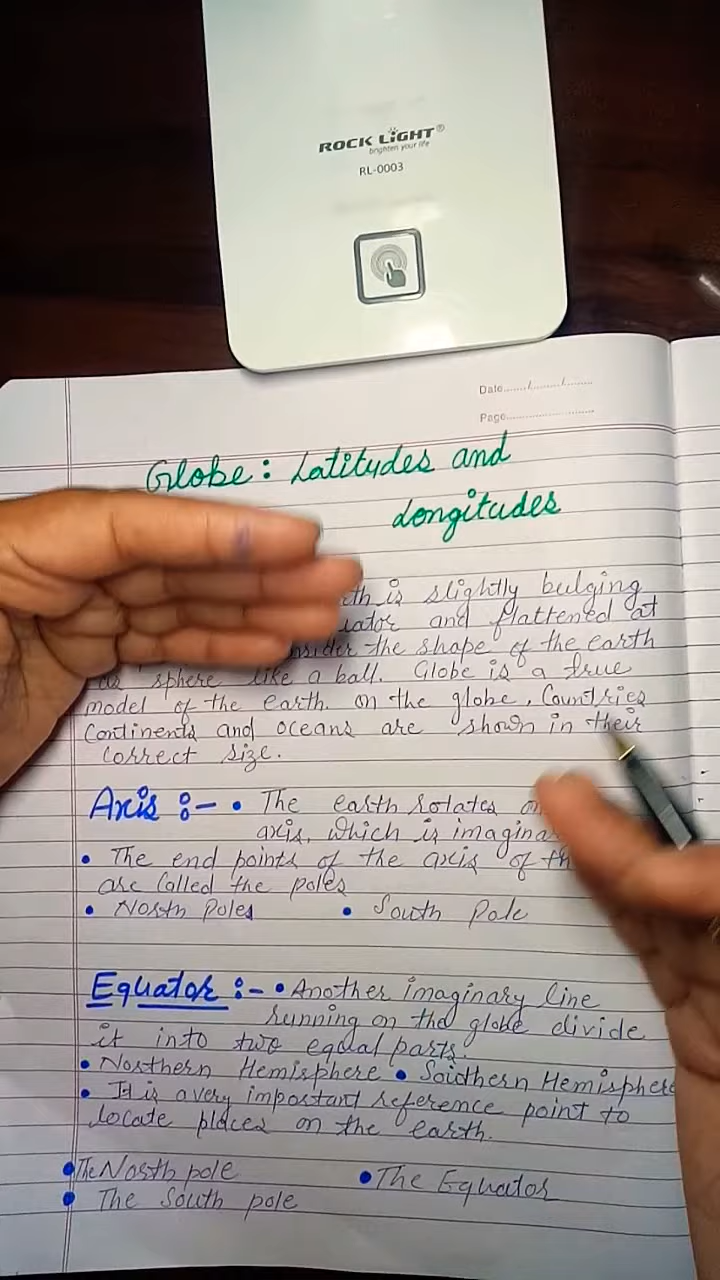 ROCK LiGHT®
brighten your life
RL-0003
Date......./........./.........
Page............................
Globe: Latitudes and
Longitudes
is slightly bulging
and flattened at
the shape of the earth
sphere like a ball. Globe is a true
model of the earth. on the globe, Countries
Continents and oceans are shown in their
correct size.
Axis :- • The earth rotates
axis, which is
• The end points of the axis of
are called the poles
• North Poles • South Pole
Equator :- • Another imaginary line
running on the globe divide
it into two equal parts.
• Northern Hemisphere • Soidthern Hemisphere
• It is a very important reference point to
locate places on the earth.
• The North pole • The Equator
• The South pole